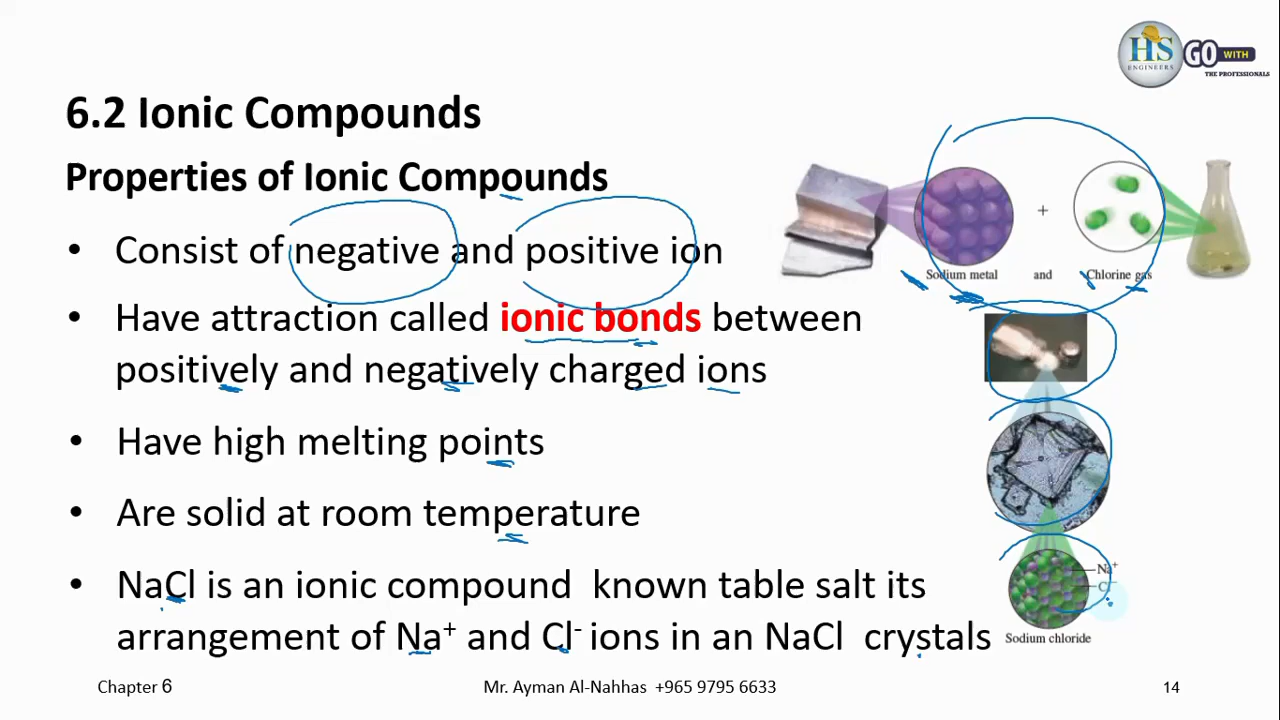 HS
ENGINEERS
GO WITH
THE PROFESSIONALS
6.2 Ionic Compounds
Properties of Ionic Compounds
• Consist of negative and positive ion
• Have attraction called ionic bonds between
positively and negatively charged ions
• Have high melting points
• Are solid at room temperature
• NaCl is an ionic compound known table salt its
arrangement of Na⁺ and Cl⁻ ions in an NaCl crystals
+
Sodium metal and Chlorine gas
Na⁺
Cl⁻
Sodium chloride
Chapter 6
Mr. Ayman Al-Nahhas +965 9795 6633
14